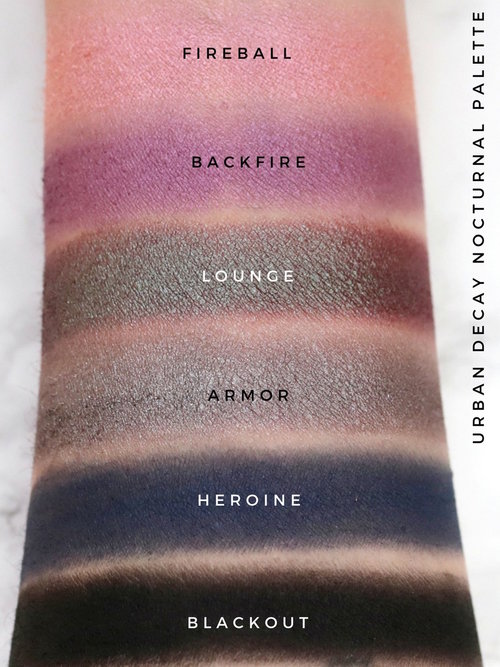 FIREBALL
BACKFIRE
LOUNGE
ARMOR
HEROINE
BLACKOUT
URBAN DECAY NOCTURNAL PALETTE